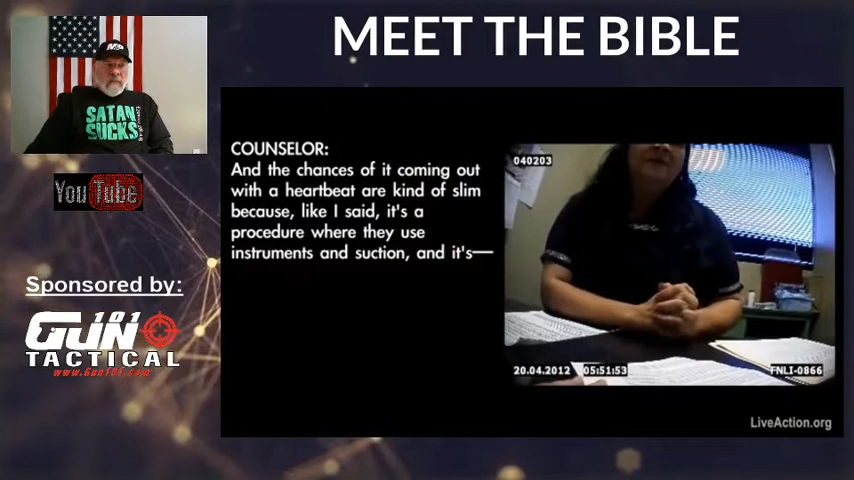 MEET THE BIBLE
M&P
SATAN
SUCKS
YouTube
Sponsored by:
GUN 101
TACTICAL
www.Gun101.com
COUNSELOR:
And the chances of it coming out
with a heartbeat are kind of slim
because, like I said, it's a
procedure where they use
instruments and suction, and it's—
040203
20.04.2012 05:51:53 FNLI-0866
LiveAction.org